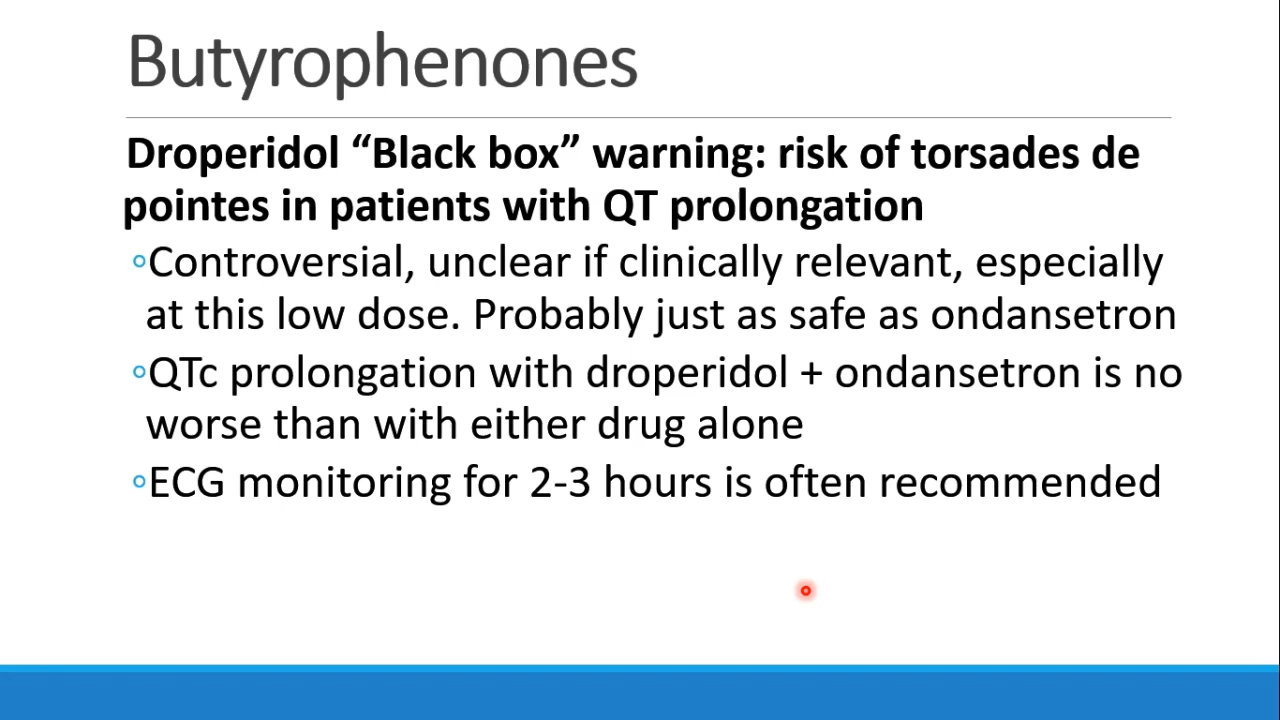 Butyrophenones
Droperidol “Black box” warning: risk of torsades de
pointes in patients with QT prolongation
◦Controversial, unclear if clinically relevant, especially
at this low dose. Probably just as safe as ondansetron
◦QTc prolongation with droperidol + ondansetron is no
worse than with either drug alone
◦ECG monitoring for 2-3 hours is often recommended